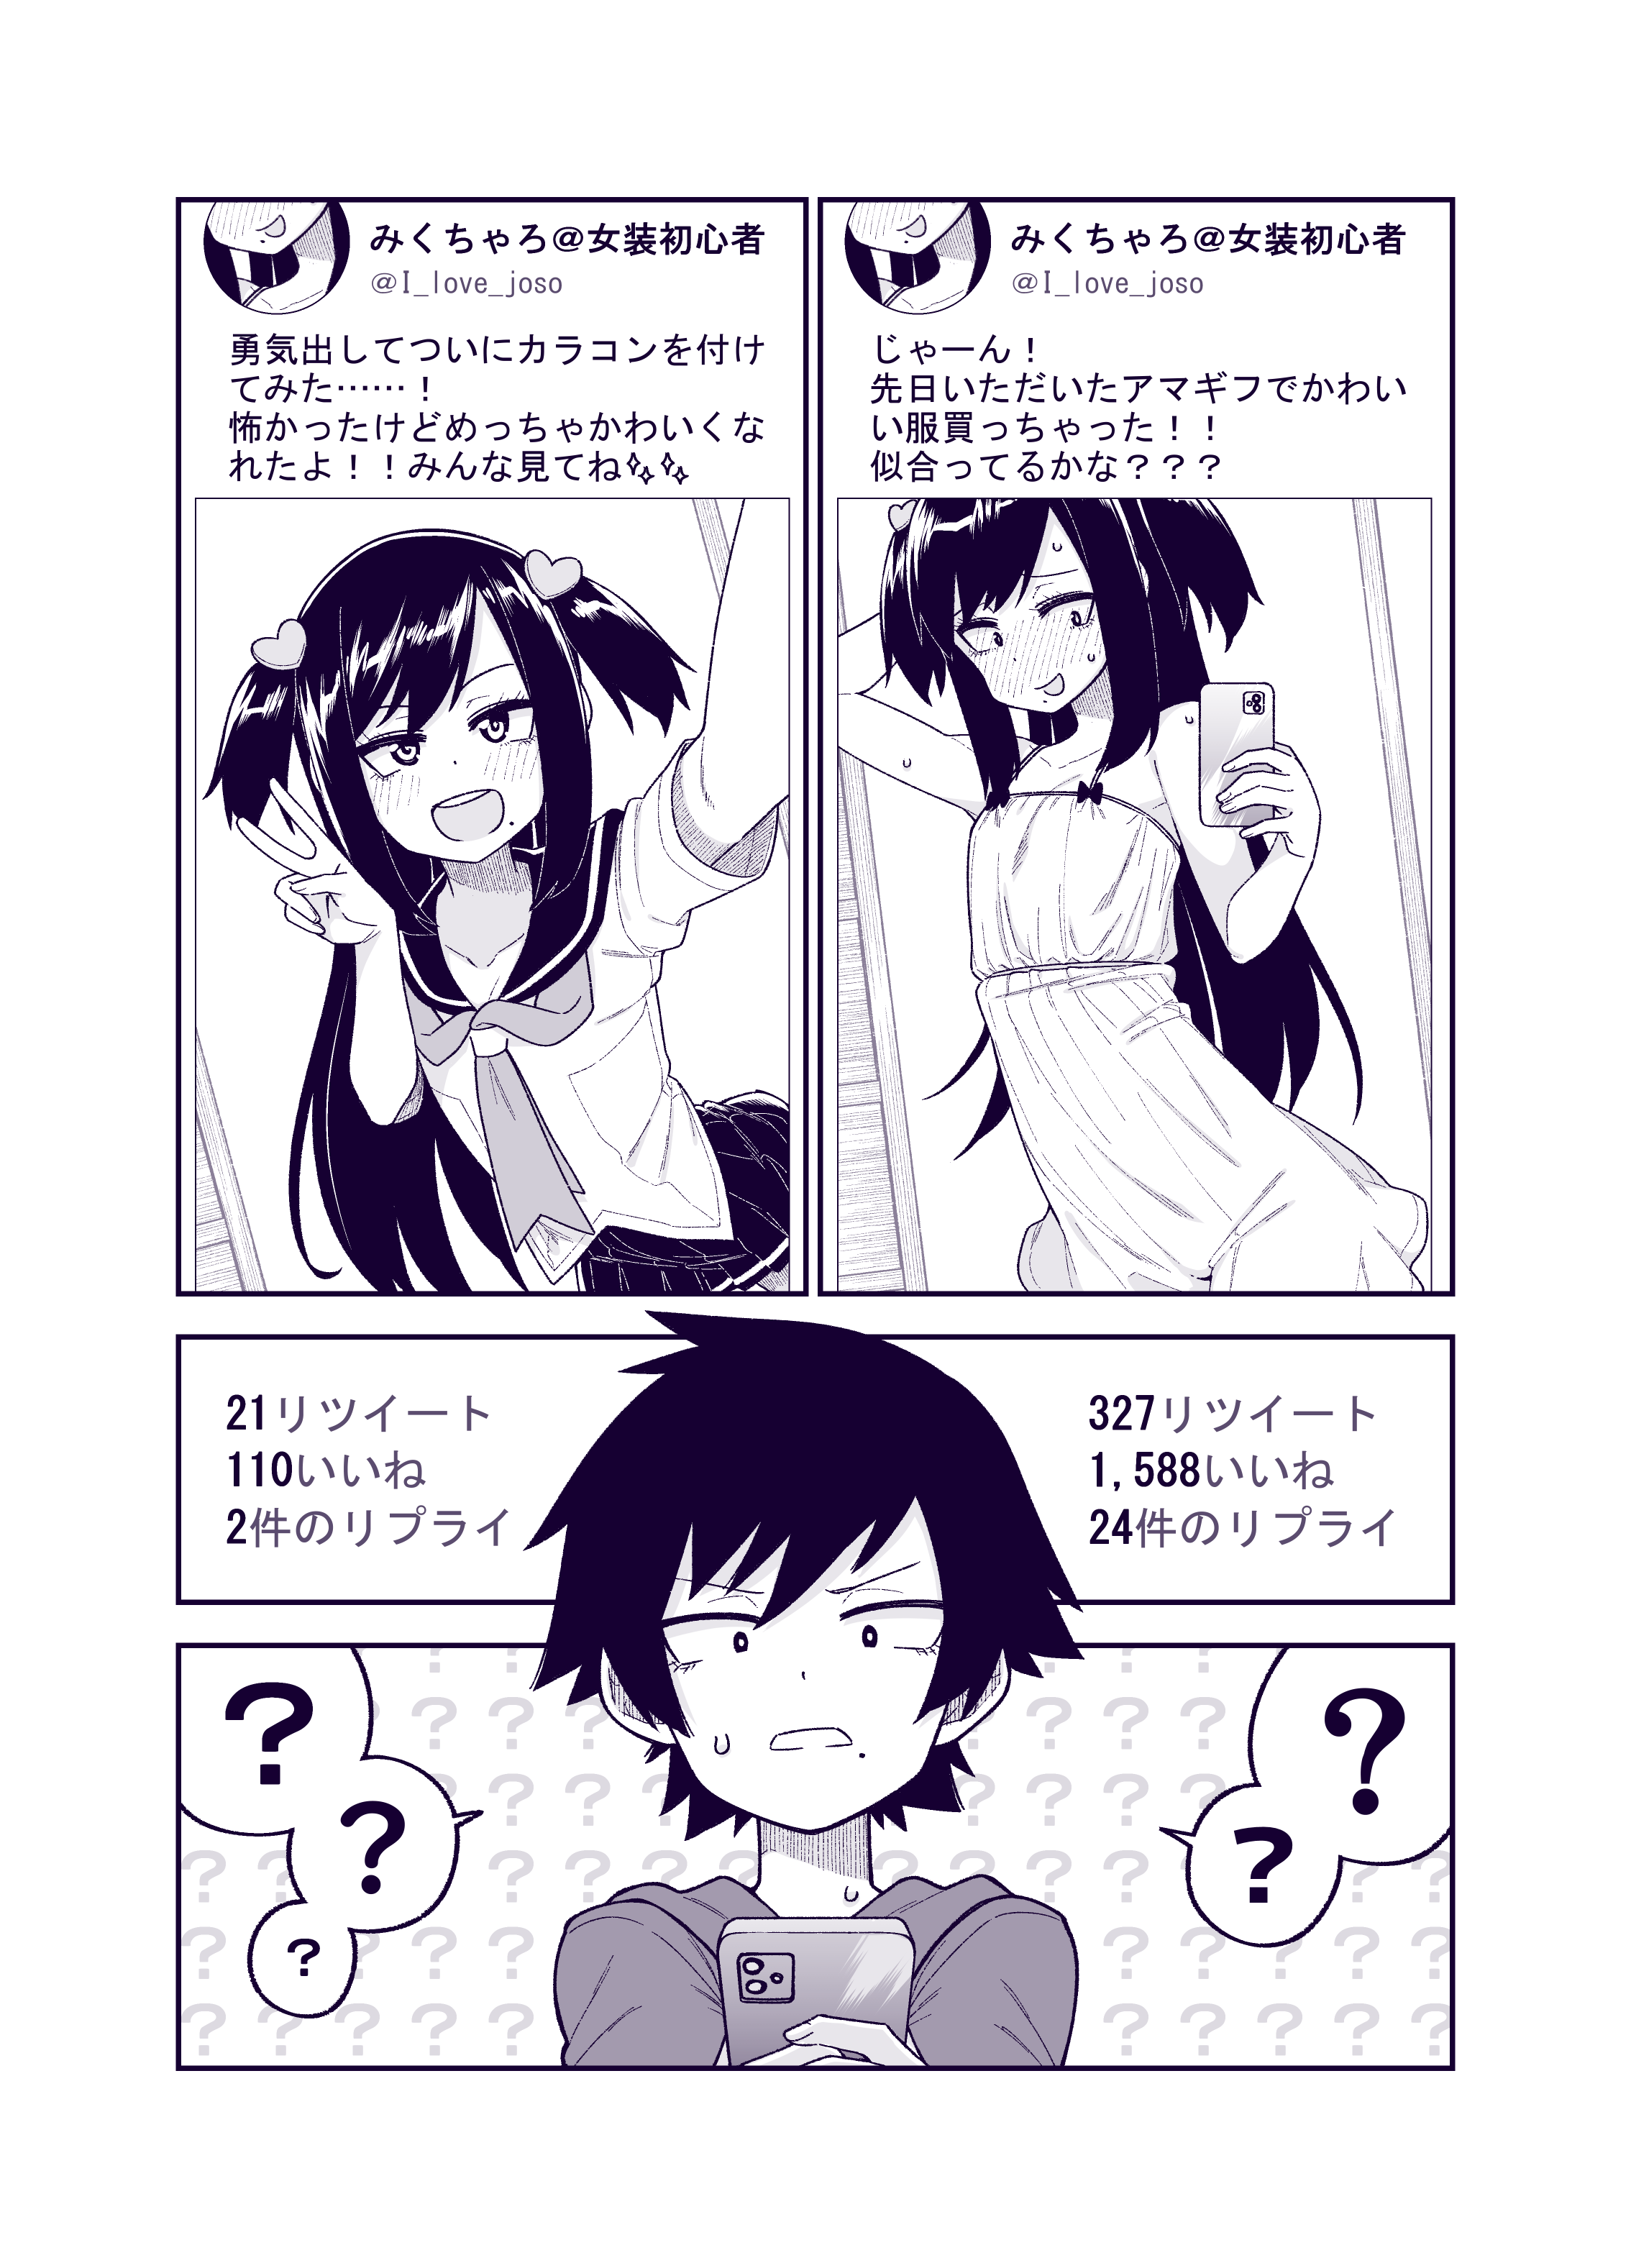 みくちゃろ@女装初心者
@I_love_joso
勇気出してついにカラコンを付け
てみた……！
怖かったけどめっちゃかわいくな
れたよ！！みんな見てね✨✨
みくちゃろ@女装初心者
@I_love_joso
じゃーん！
先日いただいたアマギフでかわい
い服買っちゃった！！
似合ってるかな？？？
21リツイート
110いいね
2件のリプライ
327リツイート
1,588いいね
24件のリプライ
？
？
？
？
？